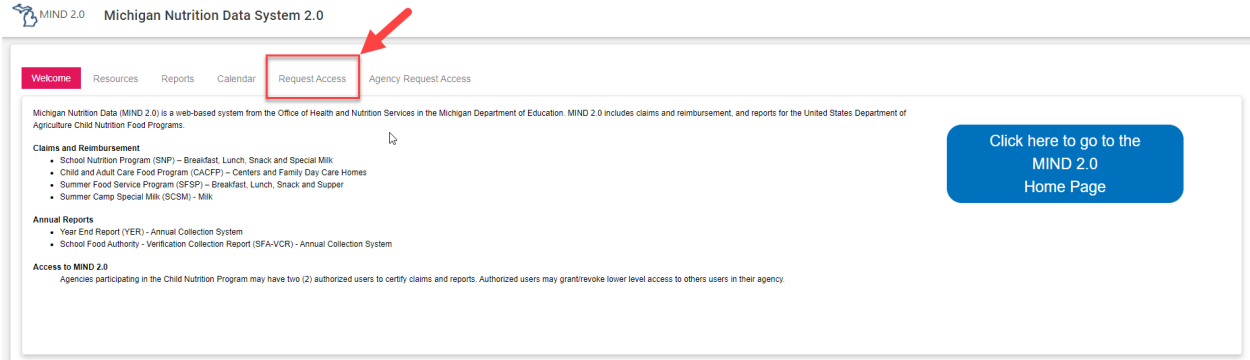 MIND 2.0 Michigan Nutrition Data System 2.0
Welcome Resources Reports Calendar Request Access Agency Request Access
Michigan Nutrition Data (MIND 2.0) is a web-based system from the Office of Health and Nutrition Services in the Michigan Department of Education. MIND 2.0 includes claims and reimbursement, and reports for the United States Department of
Agriculture Child Nutrition Food Programs.
Claims and Reimbursement
• School Nutrition Program (SNP) – Breakfast, Lunch, Snack and Special Milk
• Child and Adult Care Food Program (CACFP) – Centers and Family Day Care Homes
• Summer Food Service Program (SFSP) – Breakfast, Lunch, Snack and Supper
• Summer Camp Special Milk (SCSM) - Milk
Annual Reports
• Year End Report (YER) - Annual Collection System
• School Food Authority - Verification Collection Report (SFA-VCR) - Annual Collection System
Access to MIND 2.0
Agencies participating in the Child Nutrition Program may have two (2) authorized users to certify claims and reports. Authorized users may grant/revoke lower level access to others users in their agency.
Click here to go to the
MIND 2.0
Home Page